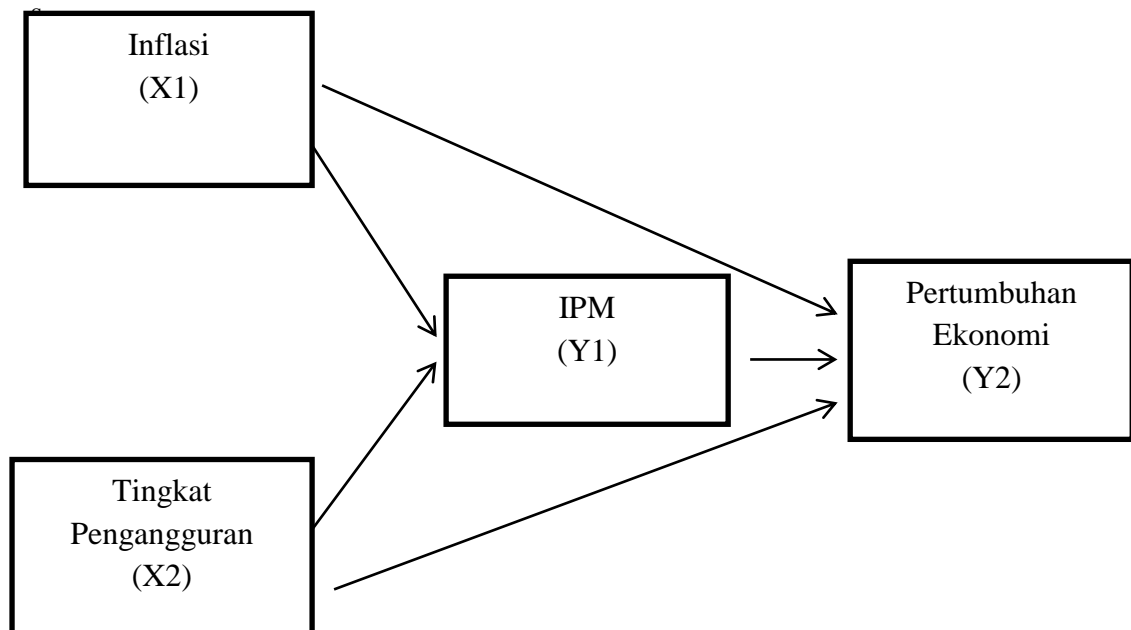 Inflasi
(X1)
IPM
(Y1)
Pertumbuhan
Ekonomi
(Y2)
Tingkat
Pengangguran
(X2)